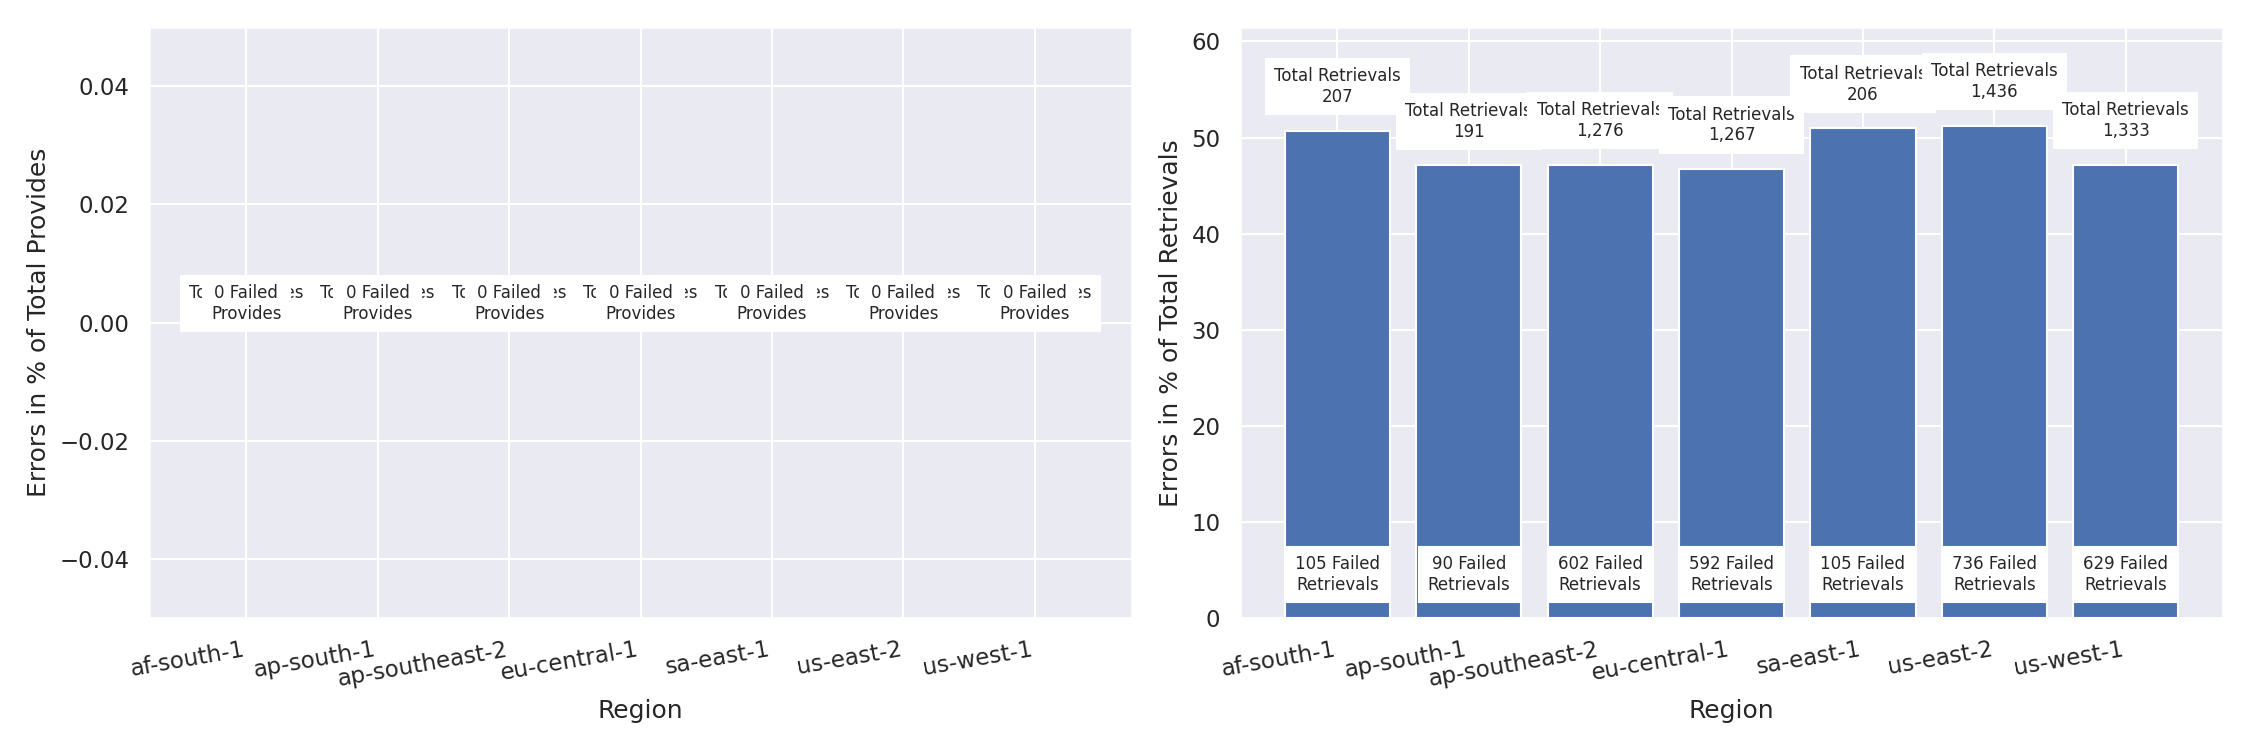 Errors in % of Total Provides
0.04
0.02
0.00
−0.02
−0.04
0 Failed
Provides
0 Failed
Provides
0 Failed
Provides
0 Failed
Provides
0 Failed
Provides
0 Failed
Provides
0 Failed
Provides
af-south-1
ap-south-1
ap-southeast-2
eu-central-1
sa-east-1
us-east-2
us-west-1
Region
Errors in % of Total Retrievals
60
50
40
30
20
10
0
Total Retrievals
207
Total Retrievals
191
Total Retrievals
1,276
Total Retrievals
1,267
Total Retrievals
206
Total Retrievals
1,436
Total Retrievals
1,333
105 Failed
Retrievals
90 Failed
Retrievals
602 Failed
Retrievals
592 Failed
Retrievals
105 Failed
Retrievals
736 Failed
Retrievals
629 Failed
Retrievals
af-south-1
ap-south-1
ap-southeast-2
eu-central-1
sa-east-1
us-east-2
us-west-1
Region